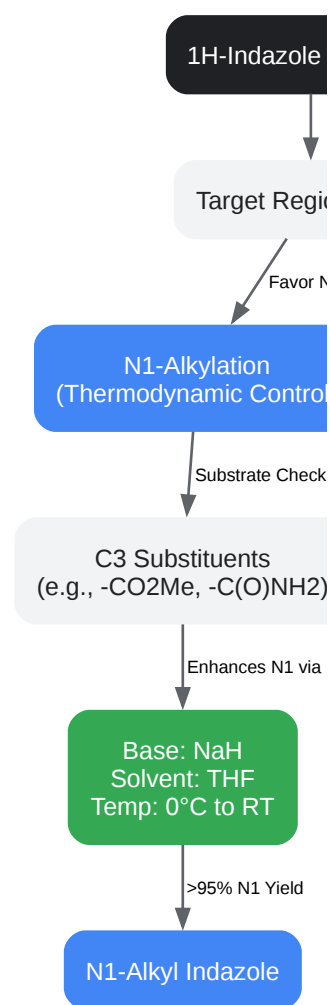 1H-Indazole
Target Regio
Favor N
N1-Alkylation
(Thermodynamic Control
Substrate Check
C3 Substituents
(e.g., -CO2Me, -C(O)NH2)
Enhances N1 via
Base: NaH
Solvent: THF
Temp: 0°C to RT
>95% N1 Yield
N1-Alkyl Indazole